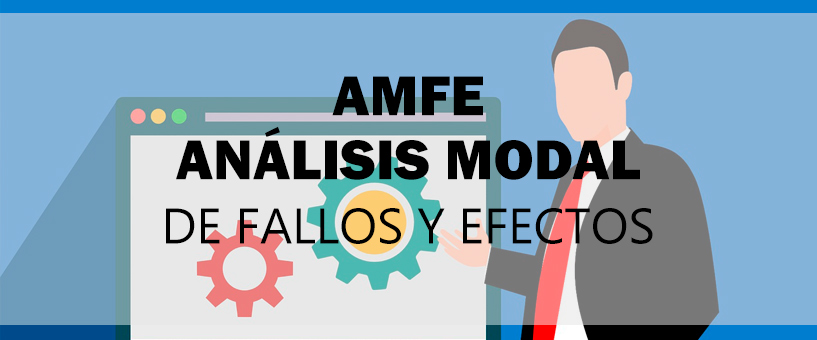 AMFE
ANÁLISIS MODAL
DE FALLOS Y EFECTOS